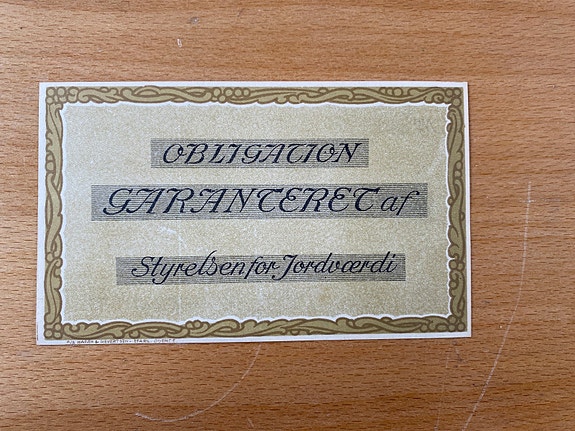 OBLIGATION
GARANTERET af
Styrelsen for Jordværdi